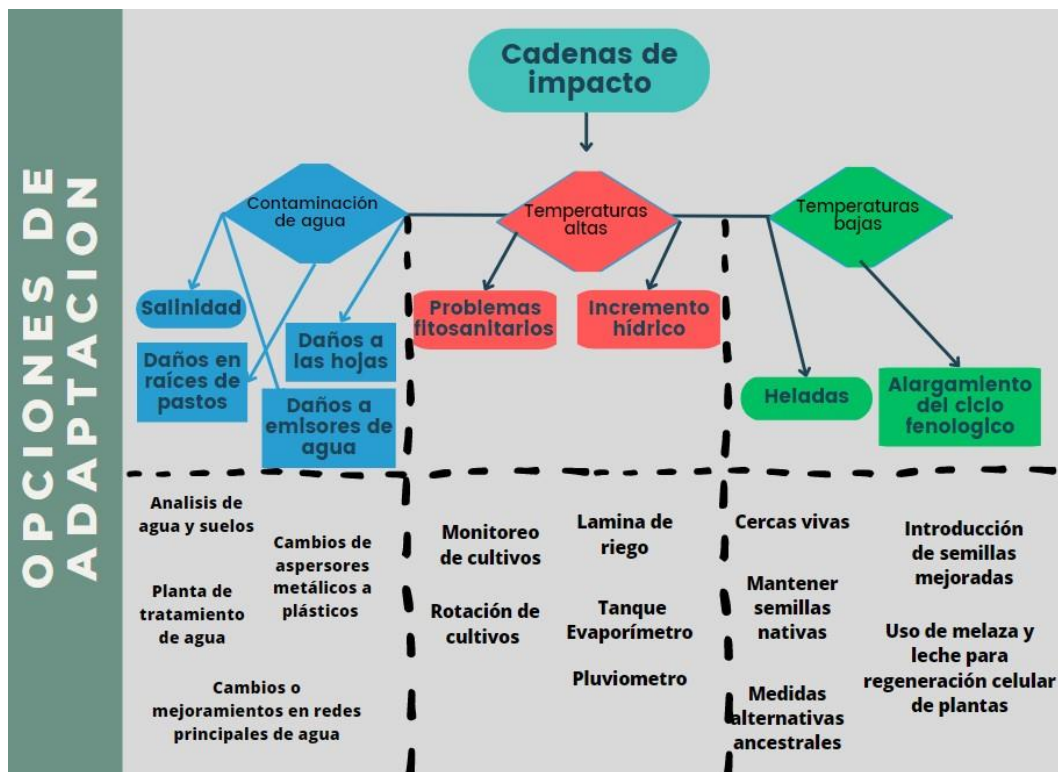 OPCIONES DE
ADAPTACION
Cadenas de
impacto
Contaminación
de agua
Temperaturas
altas
Temperaturas
bajas
Salinidad
Daños en
raíces de
pastos
Daños a
las hojas
Daños a
emisores de
agua
Problemas
fitosanitarios
Incremento
hídrico
Heladas
Alargamiento
del ciclo
fenologico
Analisis de
agua y suelos
Cambios de
aspersores
metálicos a
plásticos
Planta de
tratamiento
de agua
Cambios o
mejoramientos en redes
principales de agua
Monitoreo
de cultivos
Lamina de
riego
Rotación de
cultivos
Tanque
Evaporímetro
Pluviometro
Cercas vivas
Mantener
semillas
nativas
Medidas
alternativas
ancestrales
Introducción
de semillas
mejoradas
Uso de melaza y
leche para
regeneración celular
de plantas